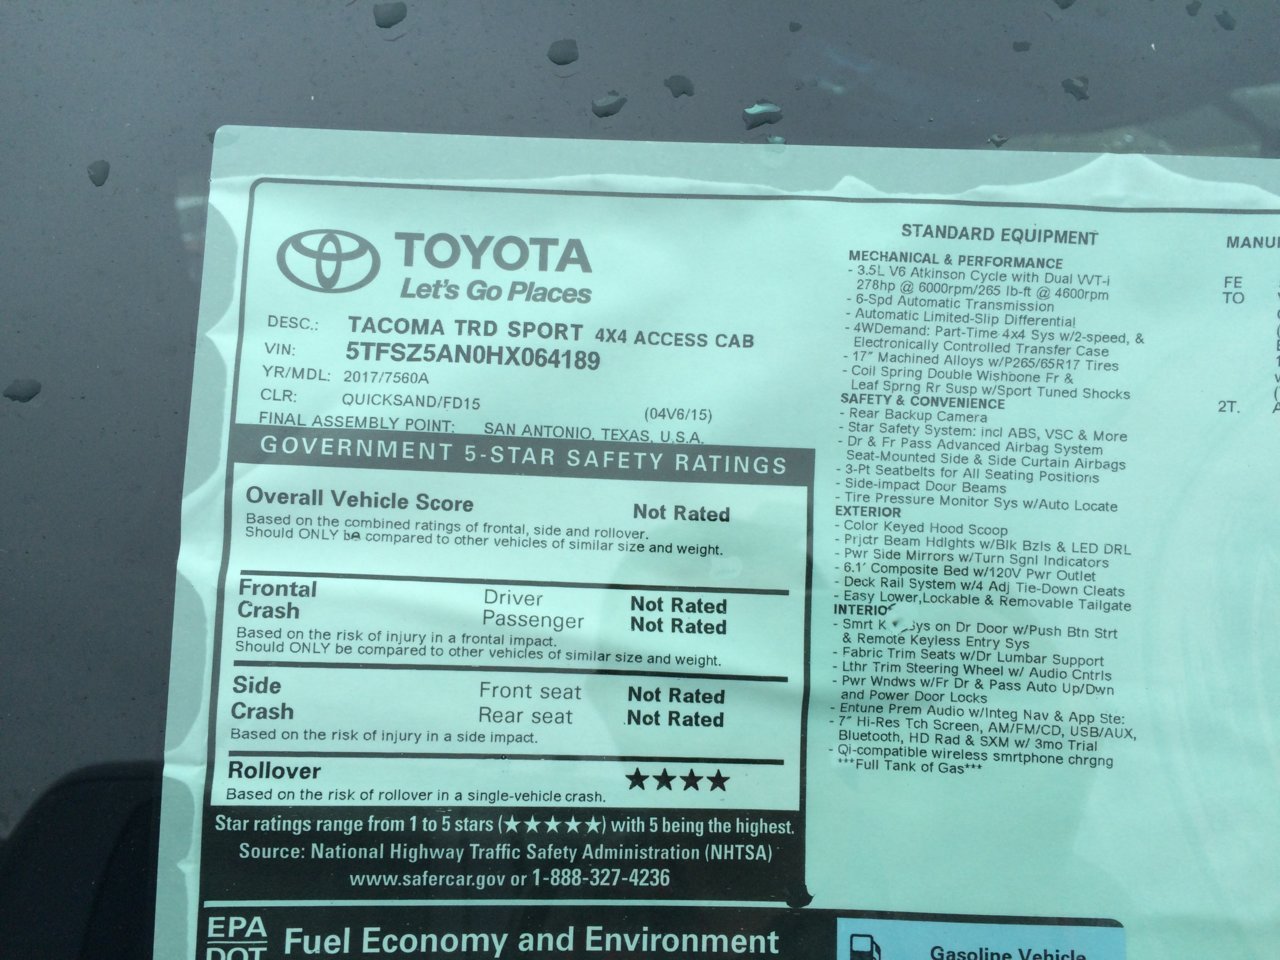 TOYOTA
Let's Go Places
DESC.: TACOMA TRD SPORT 4X4 ACCESS CAB
VIN: 5TFSZ5AN0HX064189
YR/MDL: 2017/7560A
CLR: QUICKSAND/FD15 (04V6/15)
FINAL ASSEMBLY POINT: SAN ANTONIO, TEXAS, U.S.A.
GOVERNMENT 5-STAR SAFETY RATINGS
Overall Vehicle Score Not Rated
Based on the combined ratings of frontal, side and rollover.
Should ONLY be compared to other vehicles of similar size and weight.
Frontal Driver Not Rated
Crash Passenger Not Rated
Based on the risk of injury in a frontal impact.
Should ONLY be compared to other vehicles of similar size and weight.
Side Front seat Not Rated
Crash Rear seat Not Rated
Based on the risk of injury in a side impact.
Rollover ★★★★
Based on the risk of rollover in a single-vehicle crash.
Star ratings range from 1 to 5 stars (★★★★★) with 5 being the highest.
Source: National Highway Traffic Safety Administration (NHTSA)
www.safercar.gov or 1-888-327-4236
EPA
DOT
Fuel Economy and Environment
Gasoline Vehicle
STANDARD EQUIPMENT
MECHANICAL & PERFORMANCE
- 3.5L V6 Atkinson Cycle with Dual VVT-i
278hp @ 6000rpm/265 lb-ft @ 4600rpm
- 6-Spd Automatic Transmission
- Automatic Limited-Slip Differential
- 4WDemand: Part-Time 4x4 Sys w/2-speed, &
Electronically Controlled Transfer Case
- 17" Machined Alloys w/P265/65R17 Tires
- Coil Spring Double Wishbone Fr &
Leaf Sprng Rr Susp w/Sport Tuned Shocks
SAFETY & CONVENIENCE
- Rear Backup Camera
- Star Safety System: incl ABS, VSC & More
- Dr & Fr Pass Advanced Airbag System
Seat-Mounted Side & Side Curtain Airbags
- 3-Pt Seatbelts for All Seating Positions
- Side-impact Door Beams
- Tire Pressure Monitor Sys w/Auto Locate
EXTERIOR
- Color Keyed Hood Scoop
- Prjctr Beam Hdlghts w/Blk Bzls & LED DRL
- Pwr Side Mirrors w/Turn Sgnl Indicators
- 6.1' Composite Bed w/120V Pwr Outlet
- Deck Rail System w/4 Adj Tie-Down Cleats
- Easy Lower,Lockable & Removable Tailgate
INTERIO
- Smrt K Sys on Dr Door w/Push Btn Strt
& Remote Keyless Entry Sys
- Fabric Trim Seats w/Dr Lumbar Support
- Lthr Trim Steering Wheel w/ Audio Cntrls
- Pwr Wndws w/Fr Dr & Pass Auto Up/Dwn
and Power Door Locks
- Entune Prem Audio w/Integ Nav & App Ste:
- 7" Hi-Res Tch Screen, AM/FM/CD, USB/AUX,
Bluetooth, HD Rad & SXM w/ 3mo Trial
- Qi-compatible wireless smrtphone chrgng
***Full Tank of Gas***
MANU
FE
TO
2T.